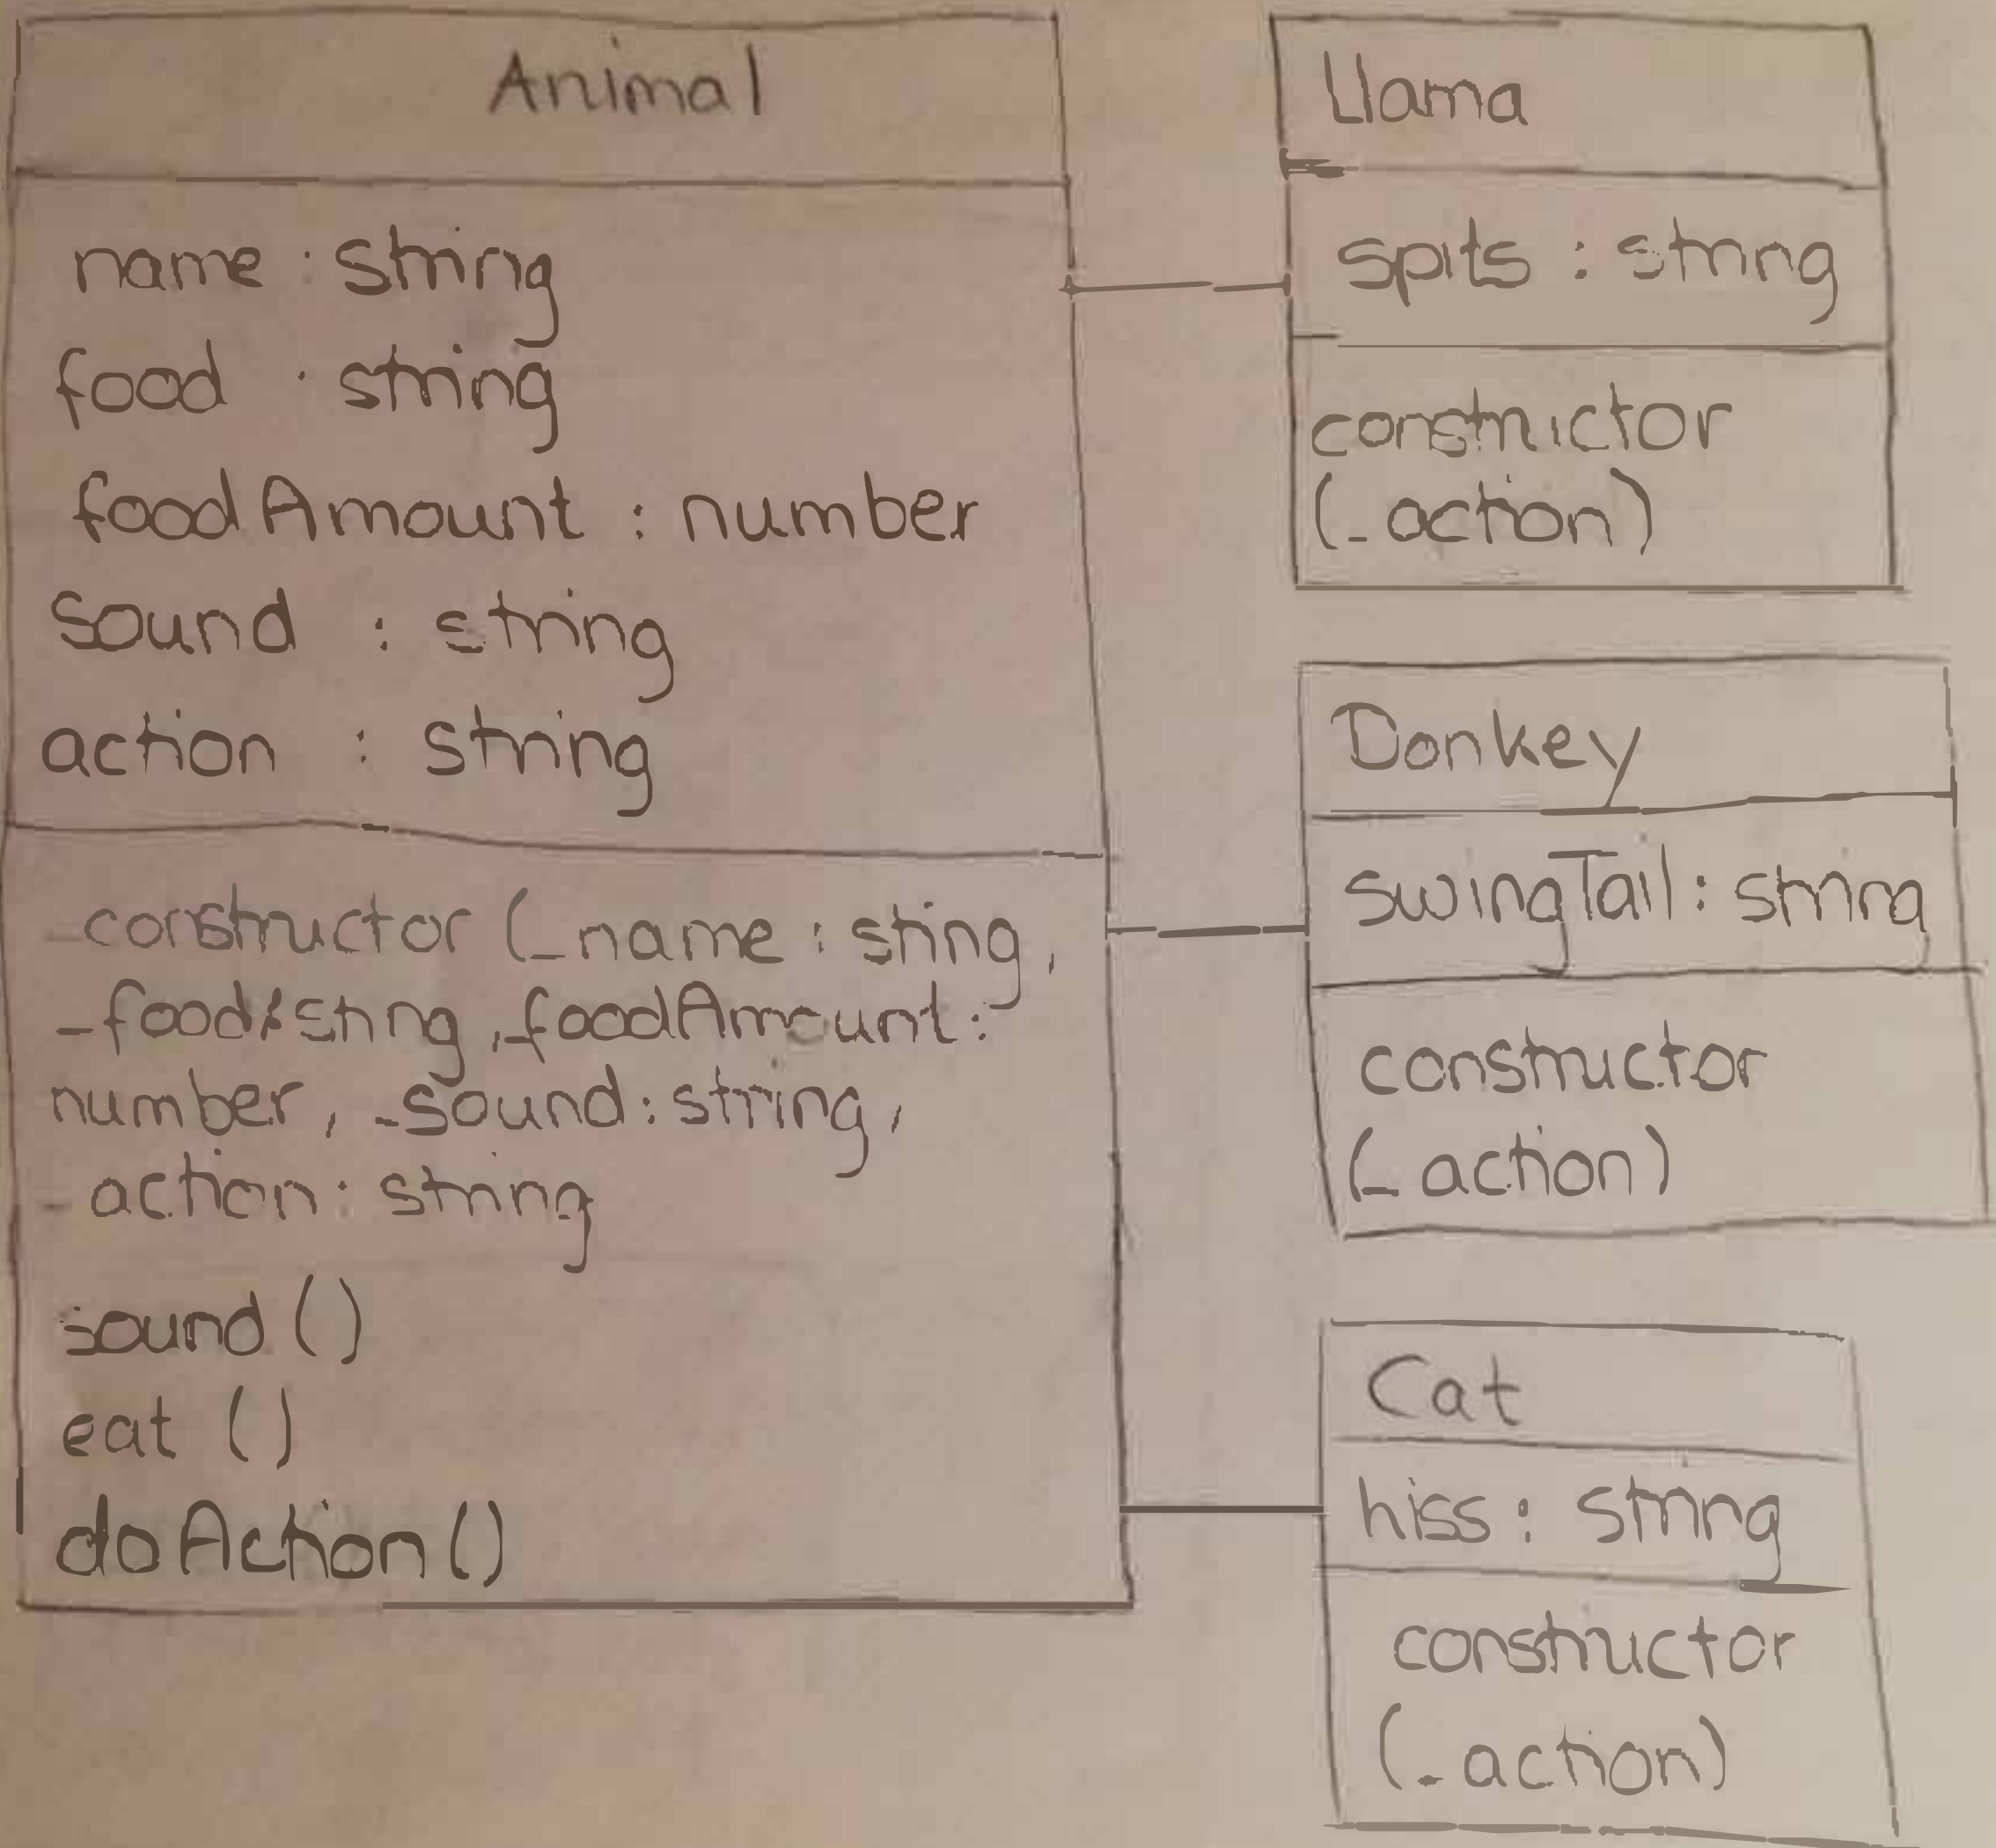 Animal
name : string
food : string
foodAmount : number
sound : string
action : string
_constructor (_name : sting,
_food : sting, _foodAmount :
number, _sound : string,
_action : string
sound ()
eat ()
doAction ()
Llama
spits : string
constructor
(_action)
Donkey
swingTail : string
constructor
(_action)
Cat
hiss : string
constructor
(_action)